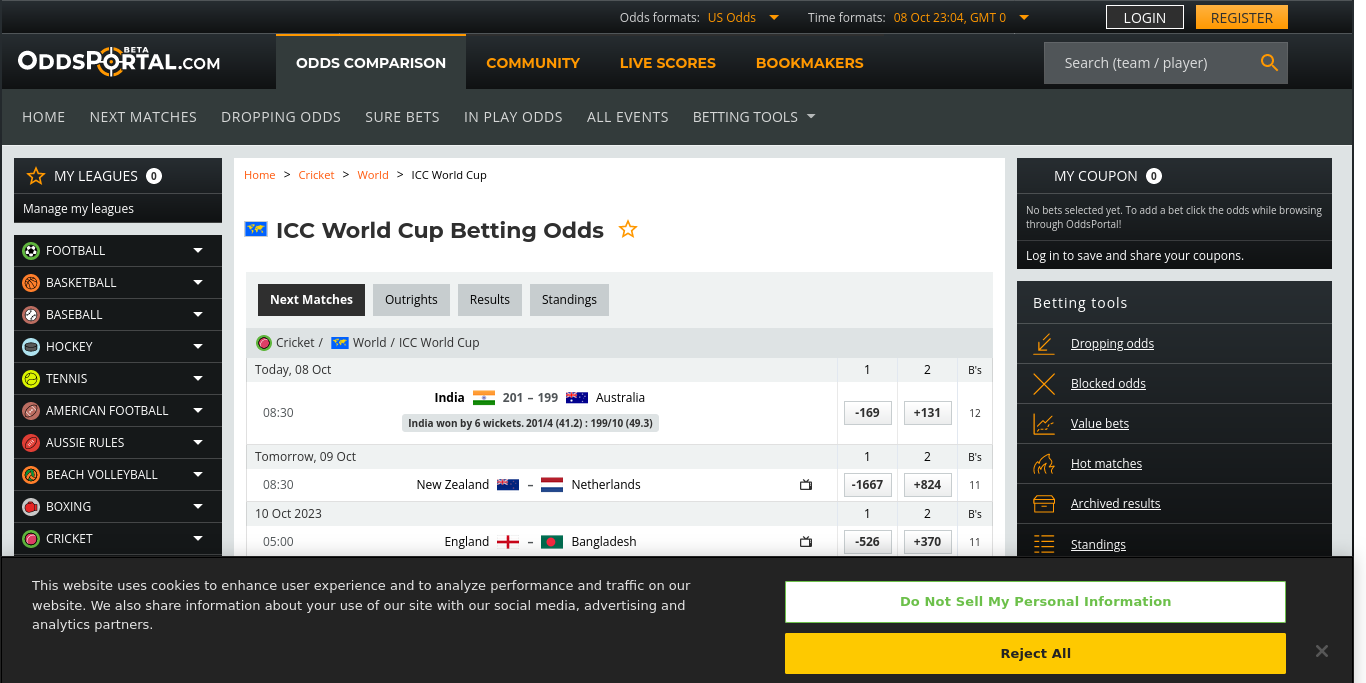 Odds formats: US Odds Time formats: 08 Oct 23:04, GMT 0 LOGIN REGISTER
ODDSPORTAL.COM BETA
ODDS COMPARISON COMMUNITY LIVE SCORES BOOKMAKERS Search (team / player)
HOME NEXT MATCHES DROPPING ODDS SURE BETS IN PLAY ODDS ALL EVENTS BETTING TOOLS
MY LEAGUES 0
Manage my leagues
FOOTBALL
BASKETBALL
BASEBALL
HOCKEY
TENNIS
AMERICAN FOOTBALL
AUSSIE RULES
BEACH VOLLEYBALL
BOXING
CRICKET
Home > Cricket > World > ICC World Cup
ICC World Cup Betting Odds
Next Matches Outrights Results Standings
Cricket / World / ICC World Cup
Today, 08 Oct 1 2 B's
08:30 India 201 – 199 Australia -169 +131 12
India won by 6 wickets. 201/4 (41.2) : 199/10 (49.3)
Tomorrow, 09 Oct 1 2 B's
08:30 New Zealand – Netherlands -1667 +824 11
10 Oct 2023 1 2 B's
05:00 England – Bangladesh -526 +370 11
MY COUPON 0
No bets selected yet. To add a bet click the odds while browsing
through OddsPortal!
Log in to save and share your coupons.
Betting tools
Dropping odds
Blocked odds
Value bets
Hot matches
Archived results
Standings
This website uses cookies to enhance user experience and to analyze performance and traffic on our
website. We also share information about your use of our site with our social media, advertising and
analytics partners.
Do Not Sell My Personal Information
Reject All